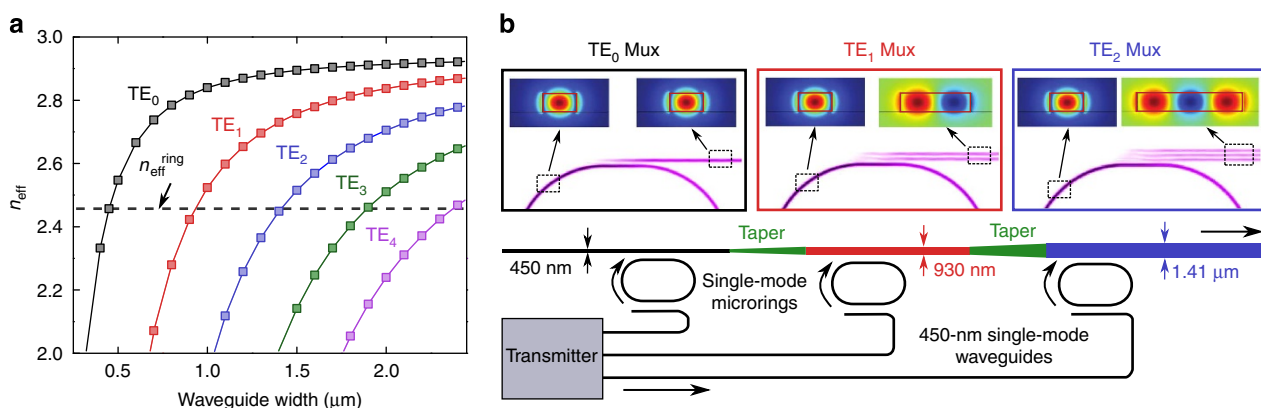 a
3.0
2.8
2.6
2.4
2.2
2.0
n_eff
0.5
1.0
1.5
2.0
Waveguide width (μm)
TE0
TE1
TE2
TE3
TE4
n_eff^ring
b
TE0 Mux
TE1 Mux
TE2 Mux
Taper
Taper
450 nm
930 nm
1.41 μm
Single-mode
microrings
450-nm single-mode
waveguides
Transmitter